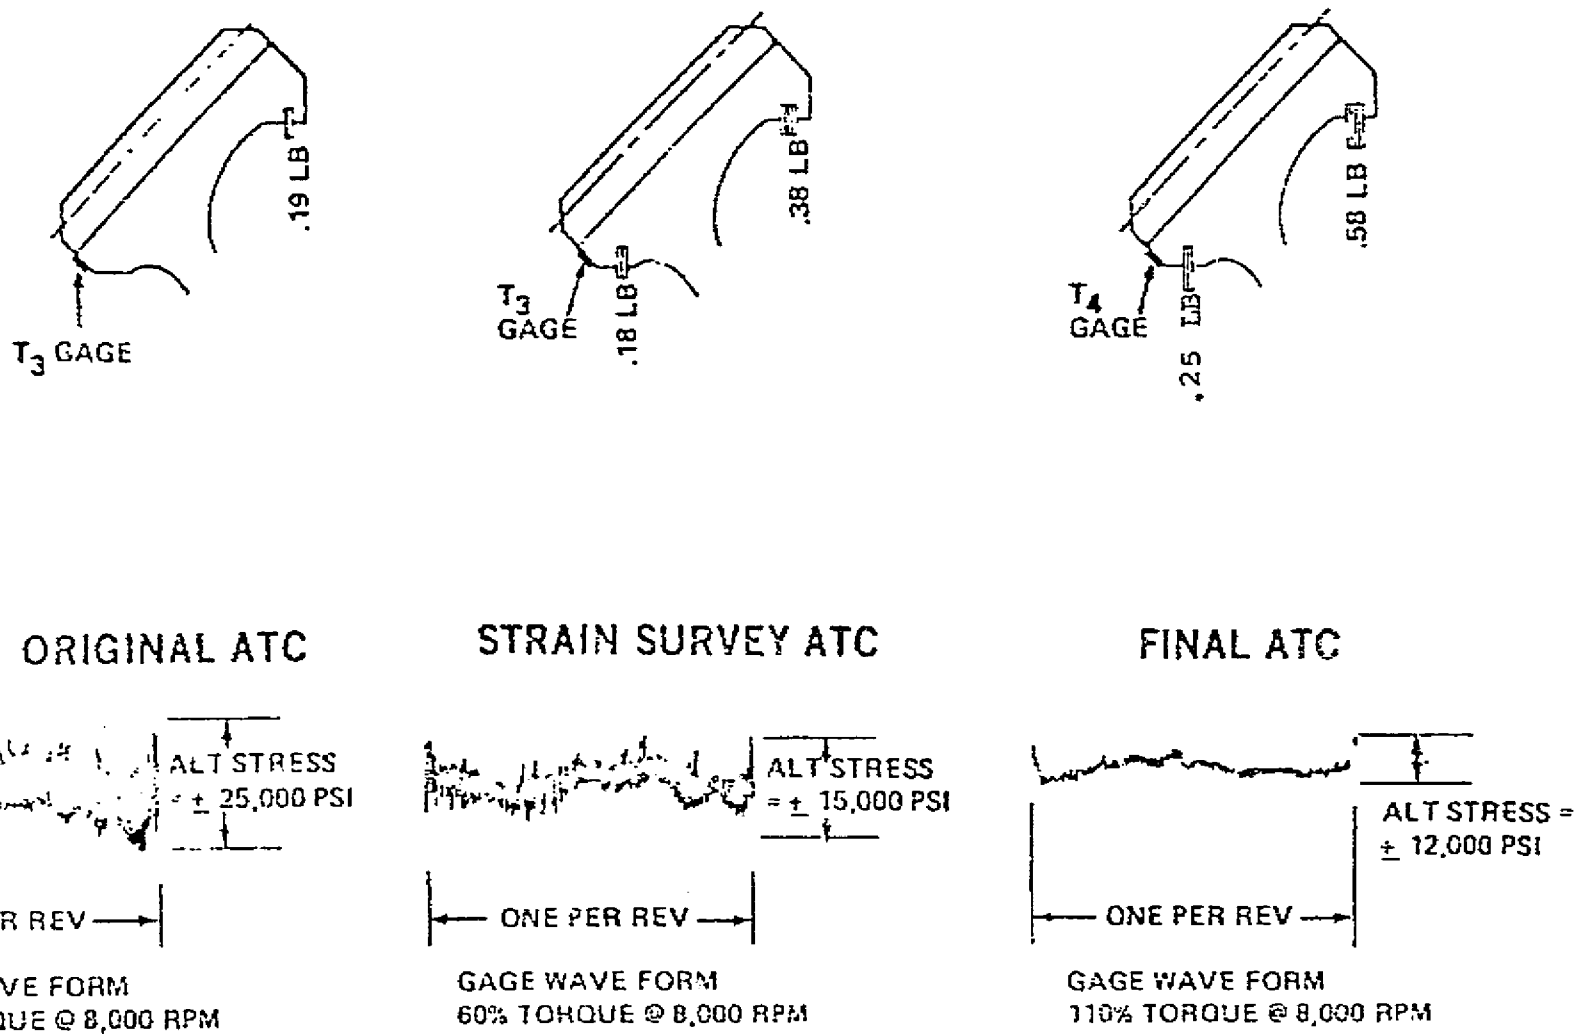 .19 LB
T3 GAGE
.38 LB
T3
GAGE
.18 LB
.58 LB
T4
GAGE
.25 LB
ORIGINAL ATC
STRAIN SURVEY ATC
FINAL ATC
ALT STRESS
= ± 25,000 PSI
ALT STRESS
= ± 15,000 PSI
ALT STRESS =
± 12,000 PSI
R REV
ONE PER REV
ONE PER REV
VE FORM
QUE @ 8,000 RPM
GAGE WAVE FORM
60% TORQUE @ 8,000 RPM
GAGE WAVE FORM
110% TORQUE @ 8,000 RPM